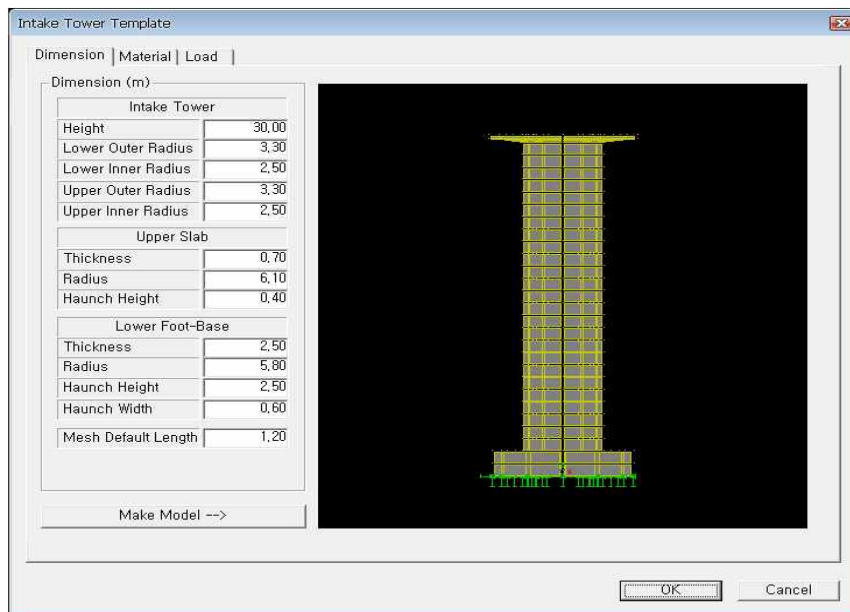 Intake Tower Template
Dimension Material Load
Dimension (m)
Intake Tower
Height 30,00
Lower Outer Radius 3,30
Lower Inner Radius 2,50
Upper Outer Radius 3,30
Upper Inner Radius 2,50
Upper Slab
Thickness 0,70
Radius 6,10
Haunch Height 0,40
Lower Foot-Base
Thickness 2,50
Radius 5,80
Haunch Height 2,50
Haunch Width 0,60
Mesh Default Length 1,20
Make Model -->
OK Cancel